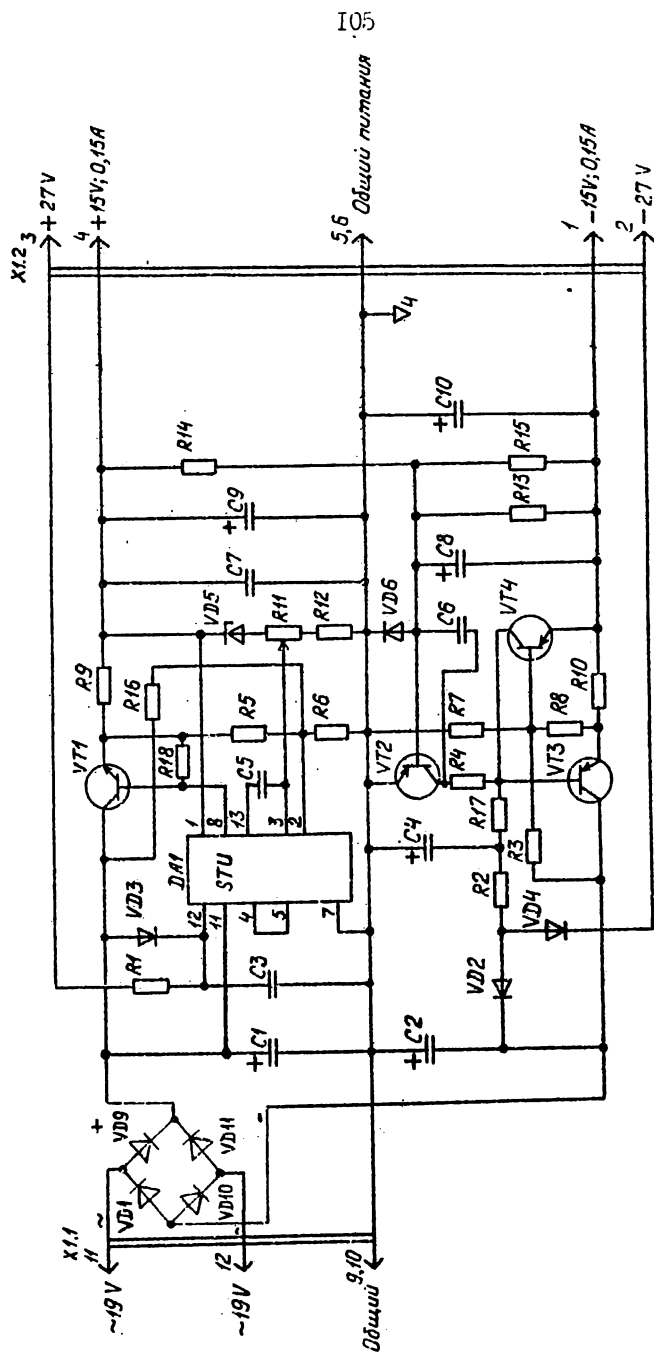 105
X1.2
3
+27V
4
+15V; 0,15A
5,6
Общий питания
1
-15V; 0,15A
2
-27V
4
R14
C9
+
C7
R15
R13
C10
+
C8
+
VD5
R11
R12
VD6
C6
VT4
R9
R16
R5
R6
R7
R8
R10
VT1
R18
C5
VT2
R4
VT3
1
8
13
3
2
DA1
STU
12
11
4
5
7
C4
+
R17
R3
R2
VD4
VD3
R1
C3
VD2
C1
+
C2
+
+
VD9
VD11
VD1
VD10
-
~
~
X1.1
11
~19V
12
~19V
9,10
Общий